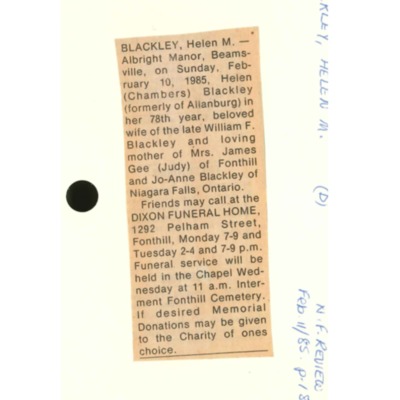 BLACKLEY, Helen M. —
Albright Manor, Beams-
ville, on Sunday, Feb-
ruary 10, 1985, Helen
(Chambers) Blackley
(formerly of Allanburg) in
her 78th year, beloved
wife of the late William F.
Blackley and loving
mother of Mrs. James
Gee (Judy) of Fonthill
and Jo-Anne Blackley of
Niagara Falls, Ontario.
Friends may call at the
DIXON FUNERAL HOME,
1292 Pelham Street,
Fonthill, Monday 7-9 and
Tuesday 2-4 and 7-9 p.m.
Funeral service will be
held in the Chapel Wed-
nesday at 11 a.m. Inter-
ment Fonthill Cemetery.
If desired Memorial
Donations may be given
to the Charity of ones
choice.
KLEY, HELEN M. (D)
N.F. REVIEW
Feb 11/85. p.